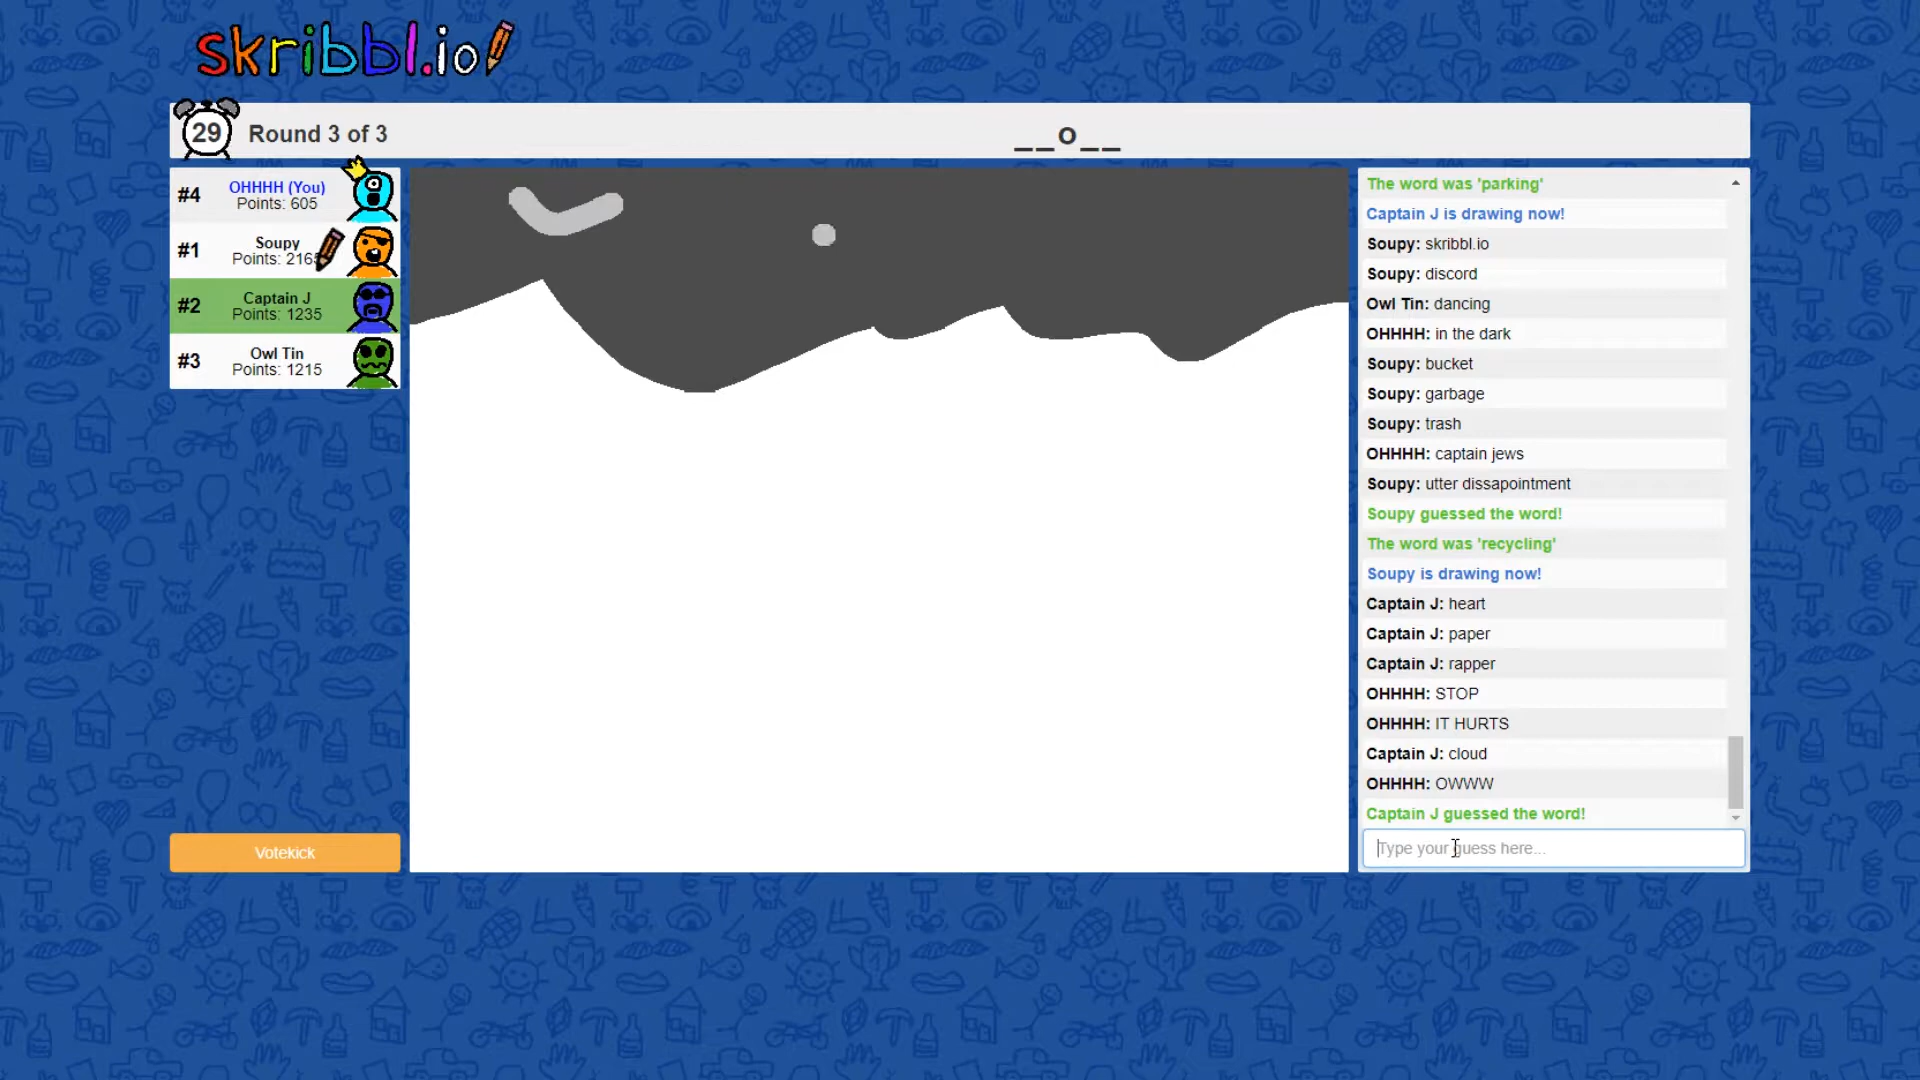 skribbl.io
29
Round 3 of 3
__o__
#4
OHHHH (You)
Points: 605
#1
Soupy
Points: 2165
#2
Captain J
Points: 1235
#3
Owl Tin
Points: 1215
Votekick
The word was 'parking'
Captain J is drawing now!
Soupy: skribbl.io
Soupy: discord
Owl Tin: dancing
OHHHH: in the dark
Soupy: bucket
Soupy: garbage
Soupy: trash
OHHHH: captain jews
Soupy: utter dissapointment
Soupy guessed the word!
The word was 'recycling'
Soupy is drawing now!
Captain J: heart
Captain J: paper
Captain J: rapper
OHHHH: STOP
OHHHH: IT HURTS
Captain J: cloud
OHHHH: OWWW
Captain J guessed the word!
Type your guess here...